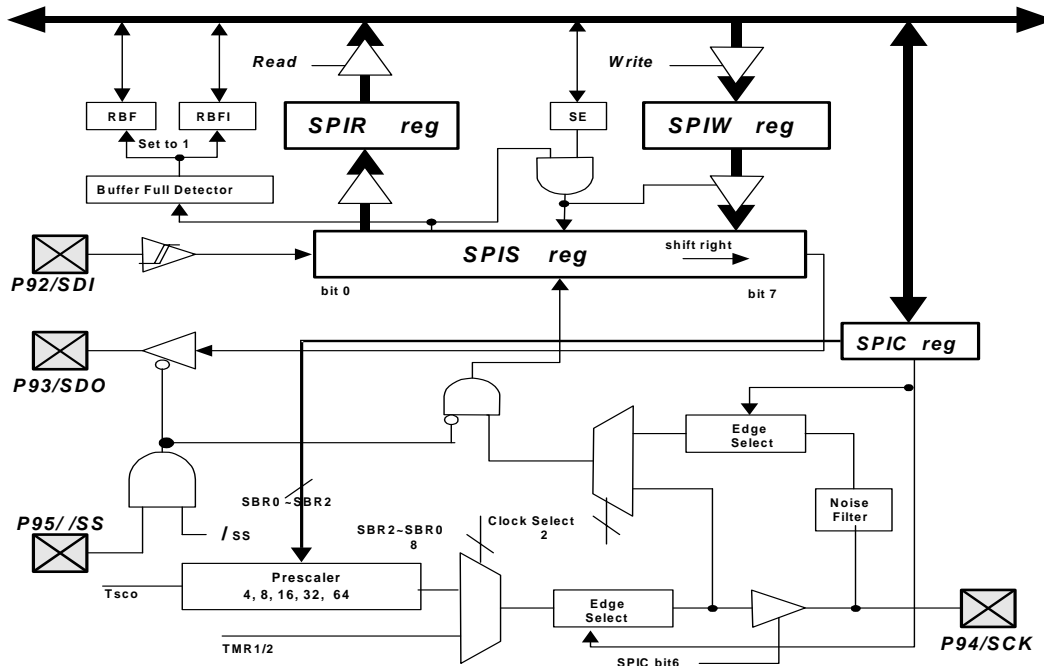 Read
Write
RBF
RBFI
SPIR reg
SE
SPIW reg
Set to 1
Buffer Full Detector
SPIS reg
shift right
P92/SDI
bit 0
bit 7
SPIC reg
P93/SDO
Edge
Select
Noise
Filter
SBR0 ~SBR2
P95/ /SS
/ SS
SBR2~SBR0
8
Clock Select
2
Prescaler
4, 8, 16, 32, 64
Tsco
Edge
Select
TMR1/2
SPIC bit6
P94/SCK